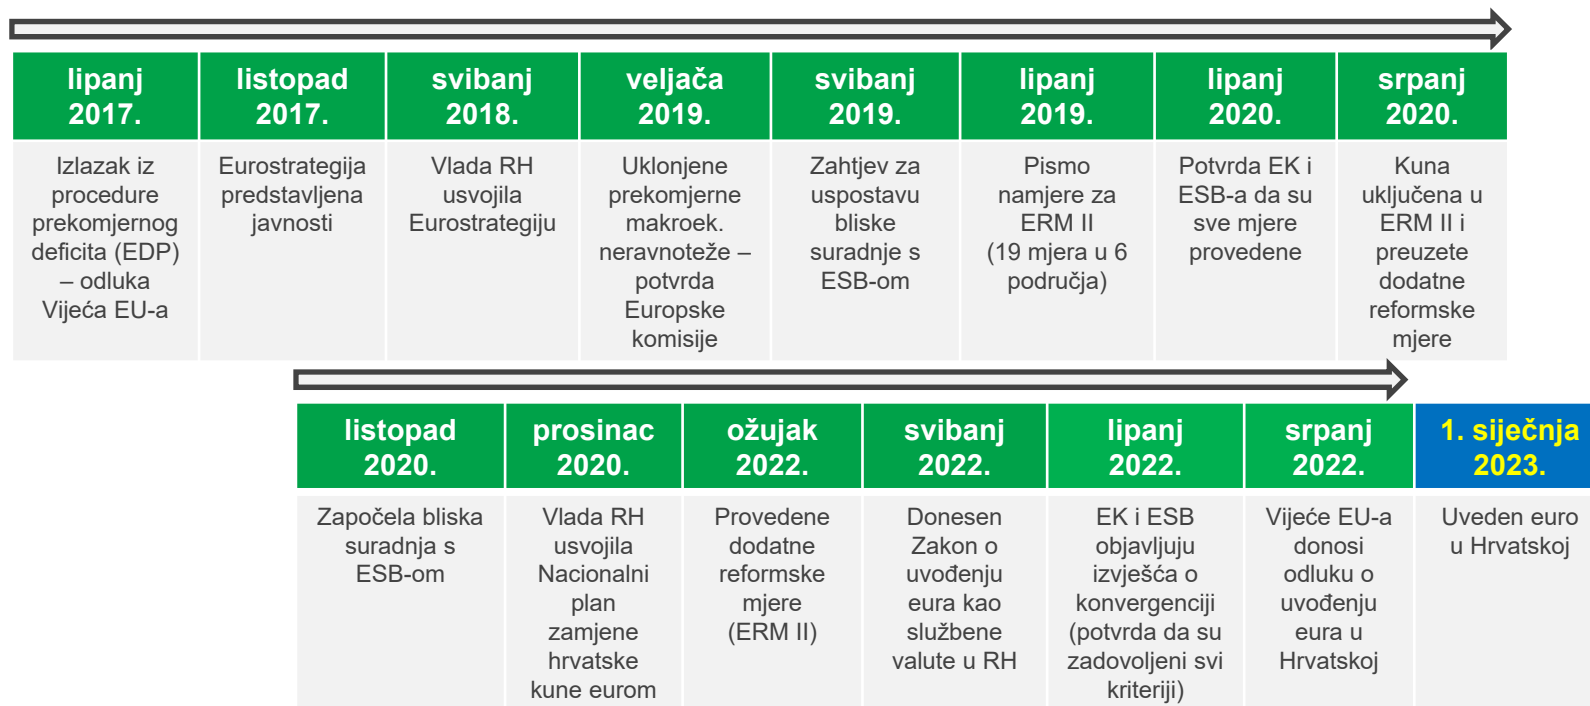 lipanj
2017.
listopad
2017.
svibanj
2018.
veljača
2019.
svibanj
2019.
lipanj
2019.
lipanj
2020.
srpanj
2020.
Izlazak iz
procedure
prekomjernog
deficita (EDP)
– odluka
Vijeća EU-a
Eurostrategija
predstavljena
javnosti
Vlada RH
usvojila
Eurostrategiju
Uklonjene
prekomjerne
makroek.
neravnoteže –
potvrda
Europske
komisije
Zahtjev za
uspostavu
bliske
suradnje s
ESB-om
Pismo
namjere za
ERM II
(19 mjera u 6
područja)
Potvrda EK i
ESB-a da su
sve mjere
provedene
Kuna
uključena u
ERM II i
preuzete
dodatne
reformske
mjere
listopad
2020.
prosinac
2020.
ožujak
2022.
svibanj
2022.
lipanj
2022.
srpanj
2022.
1. siječnja
2023.
Započela bliska
suradnja s
ESB-om
Vlada RH
usvojila
Nacionalni
plan
zamjene
hrvatske
kune eurom
Provedene
dodatne
reformske
mjere
(ERM II)
Donesen
Zakon o
uvođenju
eura kao
službene
valute u RH
EK i ESB
objavljuju
izvješća o
konvergenciji
(potvrda da su
zadovoljeni svi
kriteriji)
Vijeće EU-a
donosi
odluku o
uvođenju
eura u
Hrvatskoj
Uveden euro
u Hrvatskoj